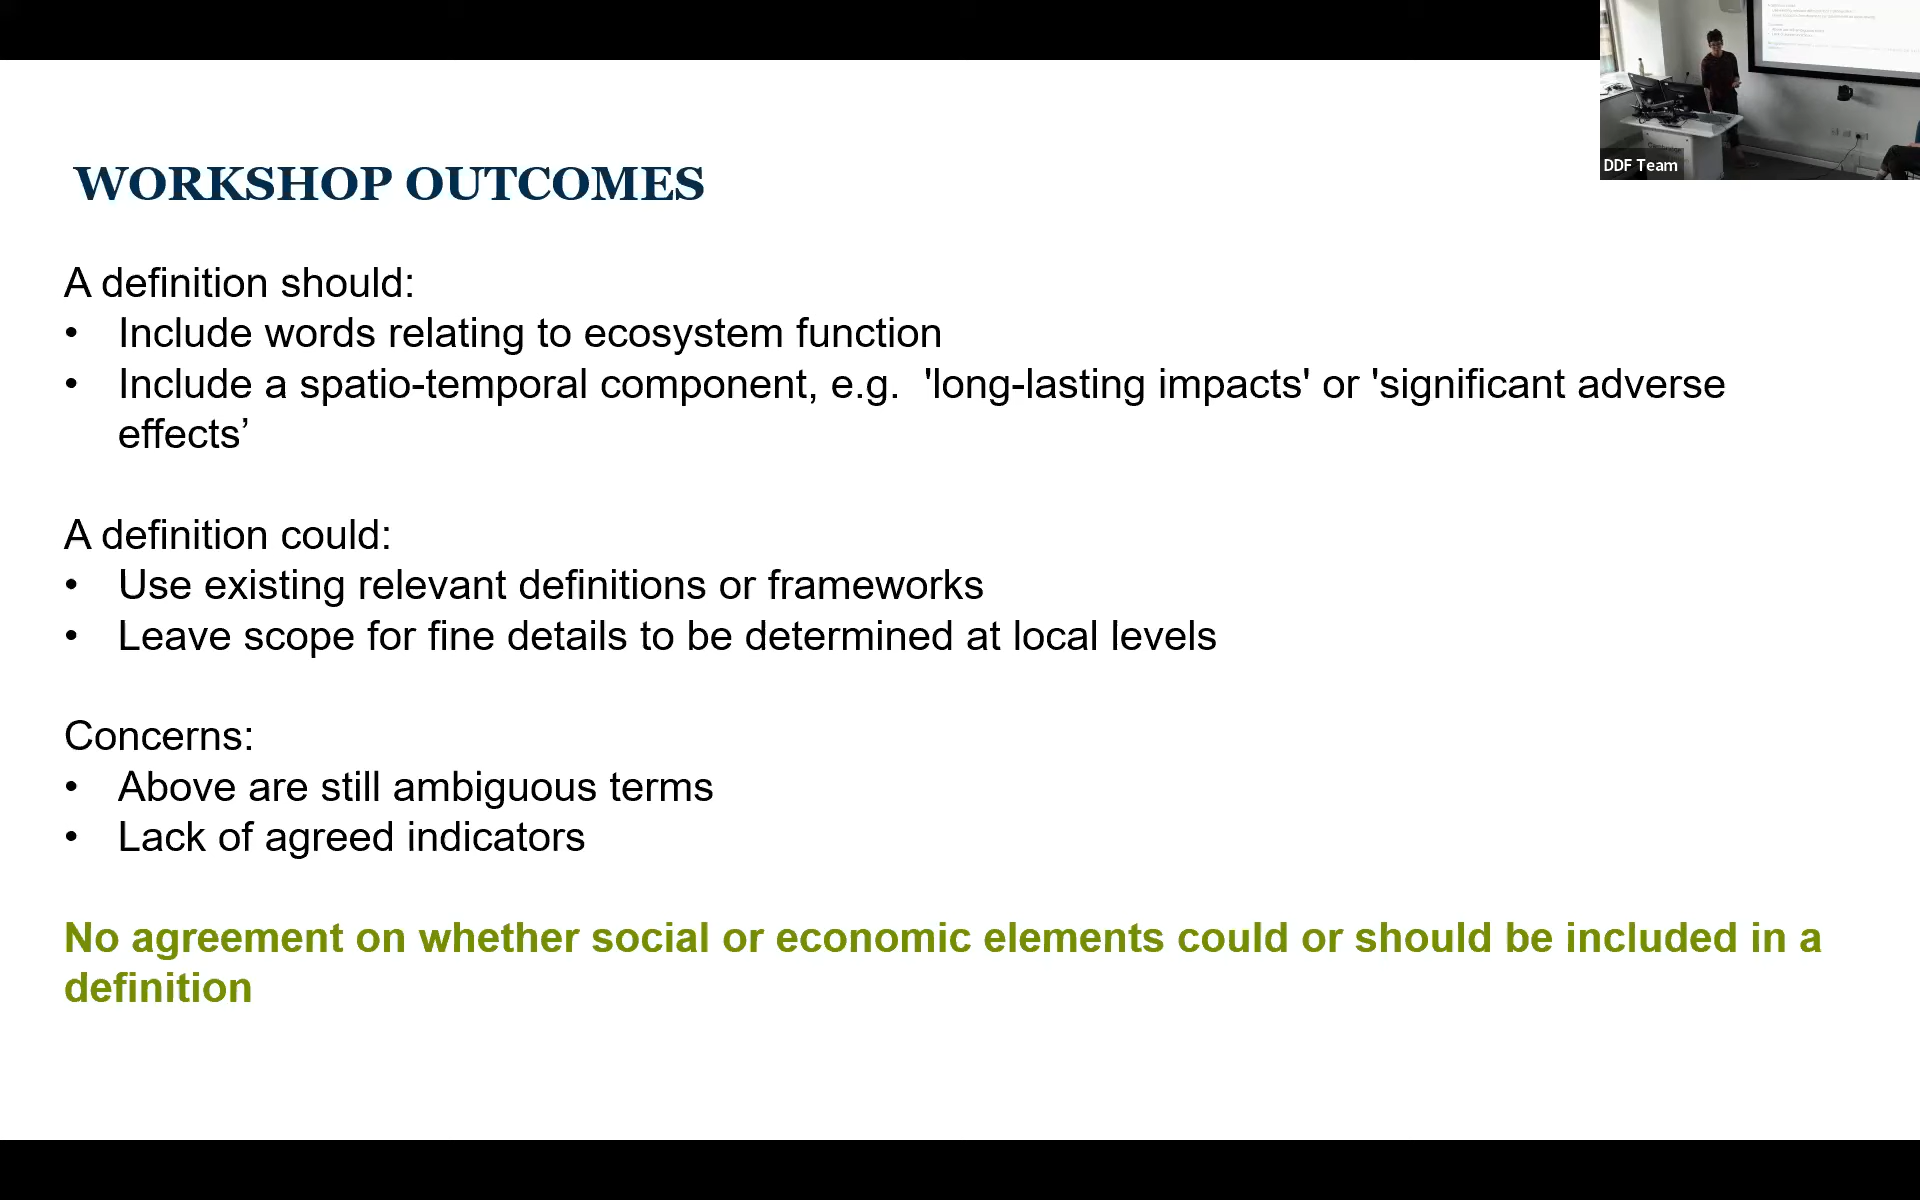 WORKSHOP OUTCOMES
A definition should:
• Include words relating to ecosystem function
• Include a spatio-temporal component, e.g.  'long-lasting impacts' or 'significant adverse
effects’
A definition could:
• Use existing relevant definitions or frameworks
• Leave scope for fine details to be determined at local levels
Concerns:
• Above are still ambiguous terms
• Lack of agreed indicators
No agreement on whether social or economic elements could or should be included in a
definition
DDF Team